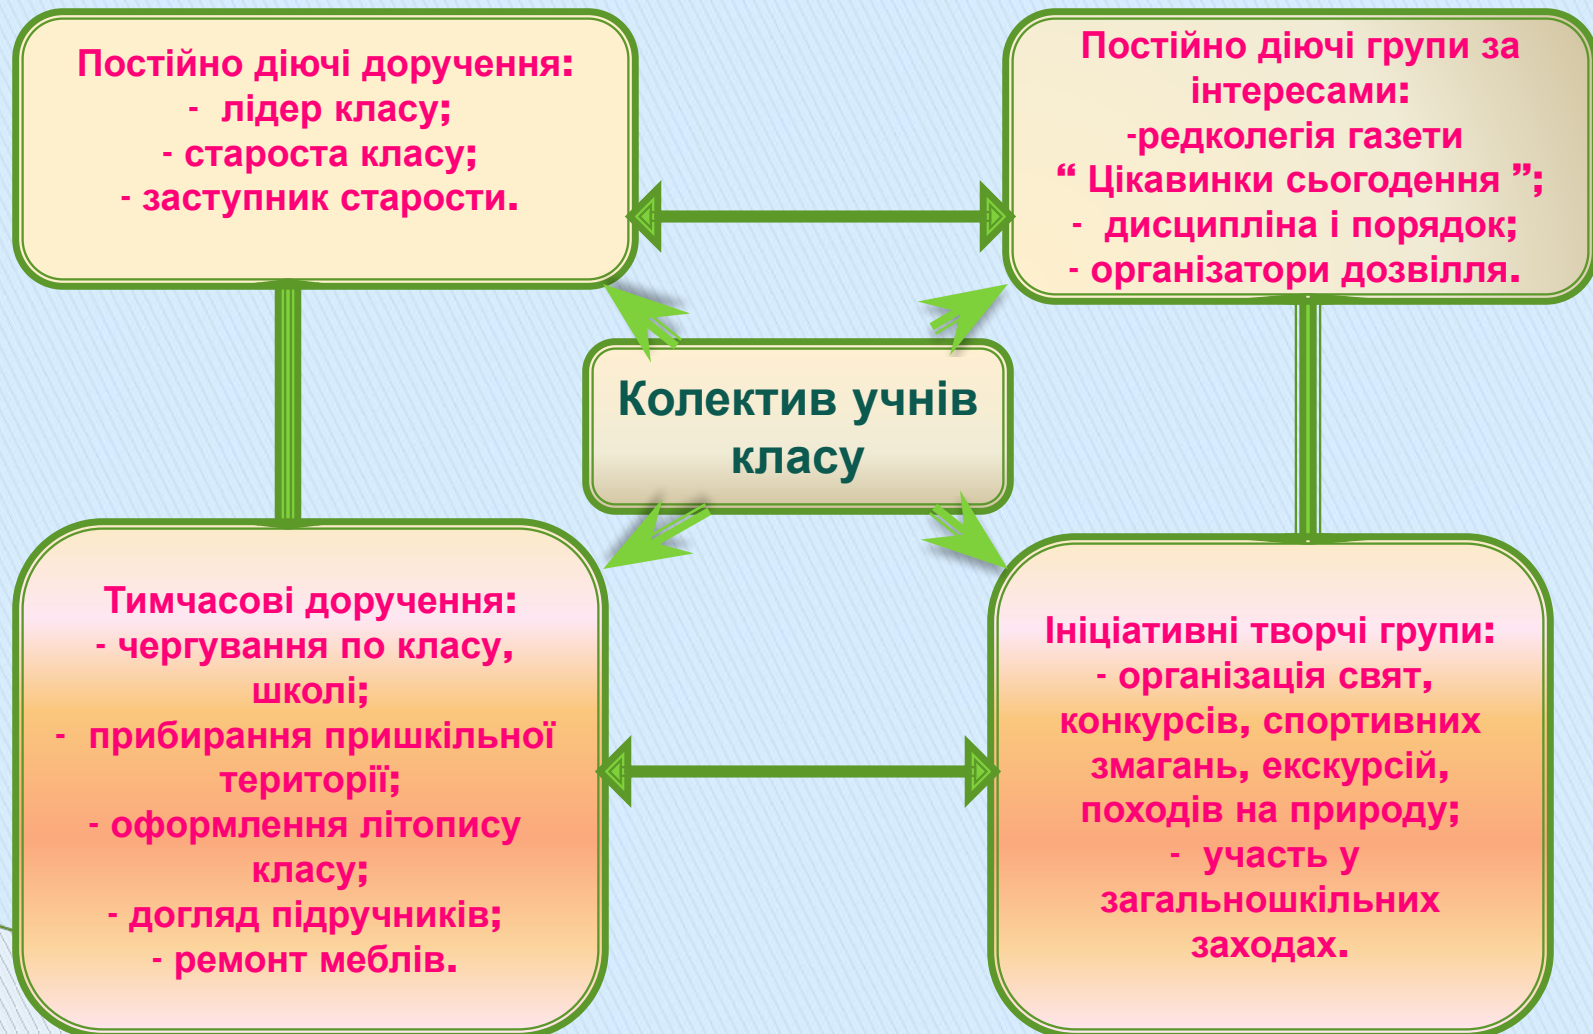 Постійно діючі доручення:
- лідер класу;
- староста класу;
- заступник старости.
Постійно діючі групи за
інтересами:
-редколегія газети
“ Цікавинки сьогодення ”;
- дисципліна і порядок;
- організатори дозвілля.
Колектив учнів
класу
Тимчасові доручення:
- чергування по класу,
школі;
- прибирання пришкільної
території;
- оформлення літопису
класу;
- догляд підручників;
- ремонт меблів.
Ініціативні творчі групи:
- організація свят,
конкурсів, спортивних
змагань, екскурсій,
походів на природу;
- участь у
загальношкільних
заходах.